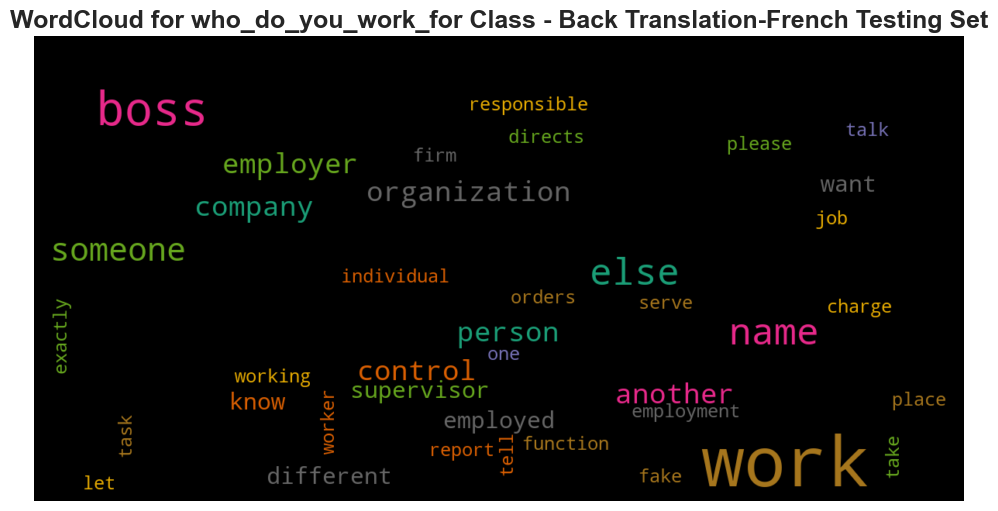 WordCloud for who_do_you_work_for Class - Back Translation-French Testing Set
boss
responsible
directs
talk
please
employer
firm
organization
want
company
job
someone
else
individual
orders
serve
charge
exactly
person
name
one
control
working
supervisor
another
know
worker
employed
employment
place
task
report
tell
function
work
take
different
fake
let